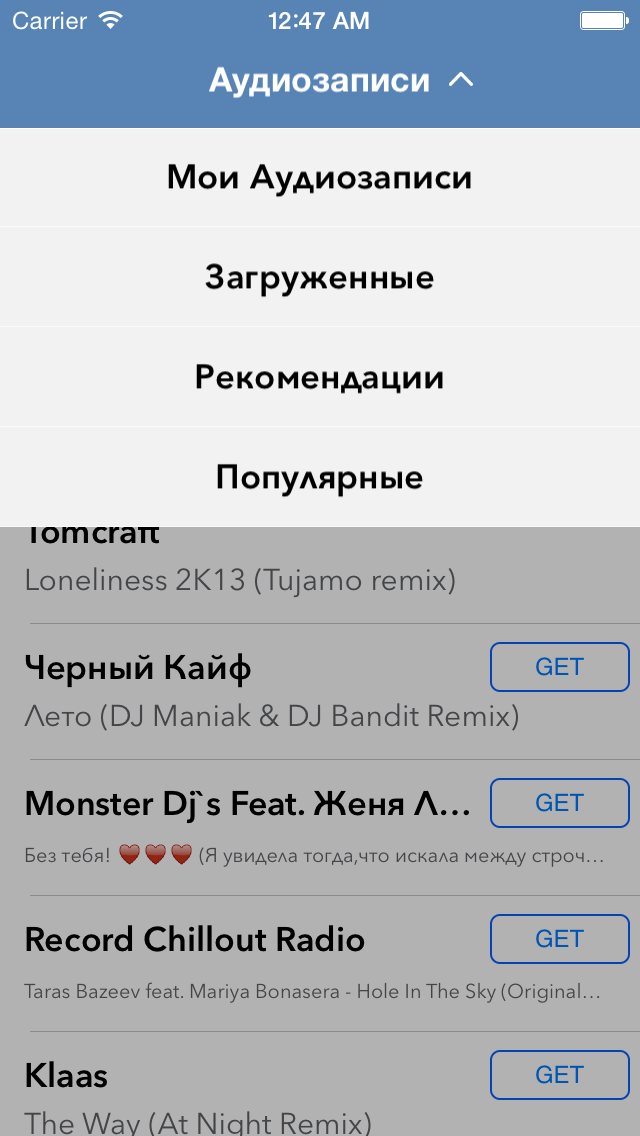 Carrier 12:47 AM
Аудиозаписи
Мои Аудиозаписи
Загруженные
Рекомендации
Популярные
Tomcraft
Loneliness 2K13 (Tujamo remix)
Черный Кайф GET
Лето (DJ Maniak & DJ Bandit Remix)
Monster Dj`s Feat. Женя Л... GET
Без тебя! ♥♥♥ (Я увидела тогда,что искала между строч...
Record Chillout Radio GET
Taras Bazeev feat. Mariya Bonasera - Hole In The Sky (Original...
Klaas GET
The Way (At Night Remix)